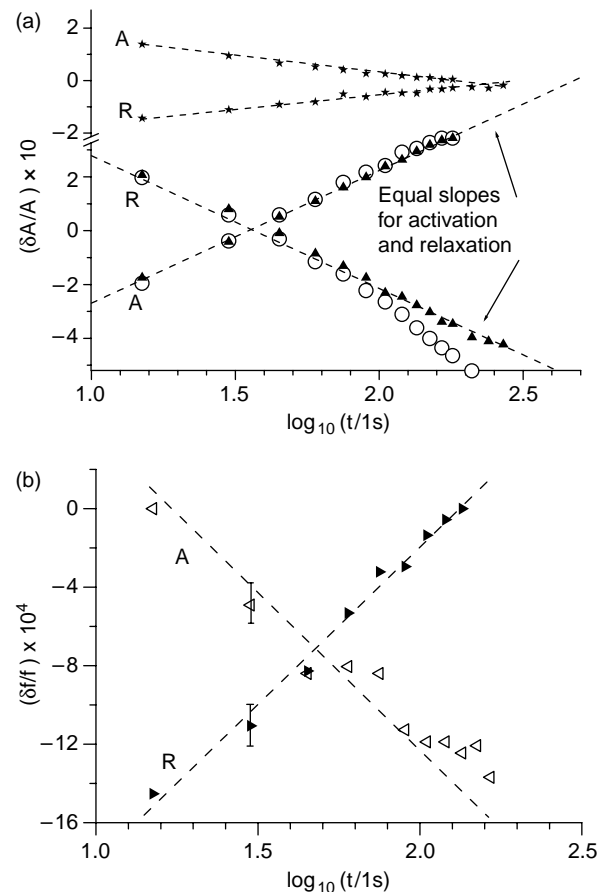 (a)
2
A
0
R
−2
2
R
0
−2
A
−4
(δA/A) × 10
Equal slopes
for activation
and relaxation
1.0 1.5 2.0 2.5
log10 (t/1s)
(b)
0
A
−4
−8
−12
R
−16
(δf/f) x 10^4
1.0 1.5 2.0 2.5
log10 (t/1s)